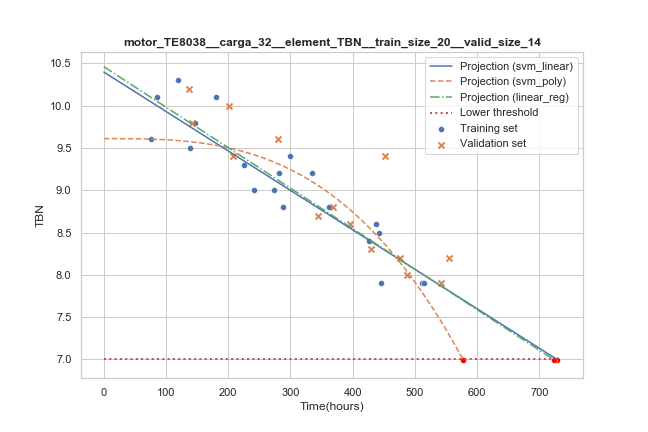 motor_TE8038__carga_32__element_TBN__train_size_20__valid_size_14
10.5
10.0
9.5
9.0
8.5
8.0
7.5
7.0
TBN
Projection (svm_linear)
Projection (svm_poly)
Projection (linear_reg)
Lower threshold
Training set
Validation set
0 100 200 300 400 500 600 700
Time(hours)